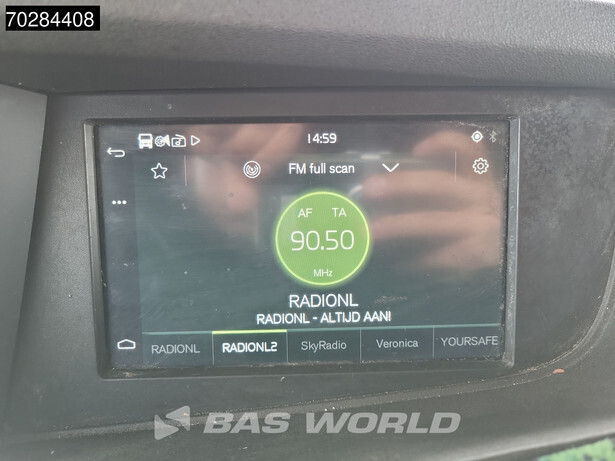 70284408
14:59
FM full scan
AF TA
90.50
MHz
RADIONL
RADIONL - ALTIJD AAN!
RADIONL RADIONL2 SkyRadio Veronica YOURSAFE
BAS WORLD